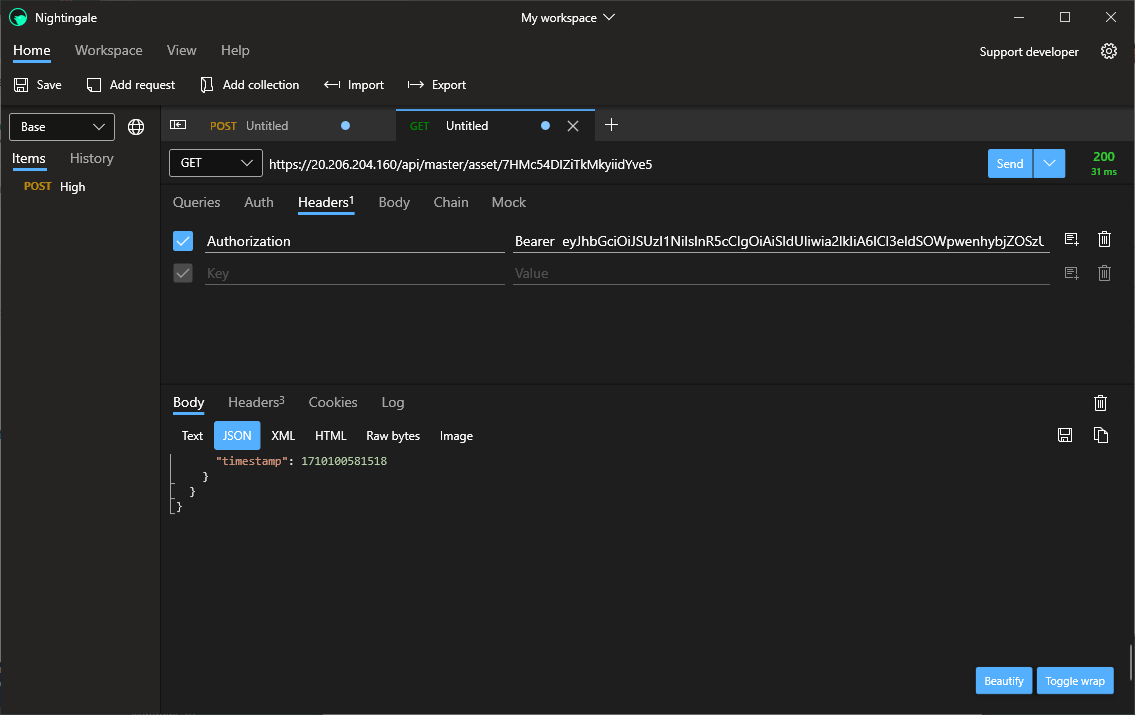 Nightingale
My workspace
Home Workspace View Help
Support developer
Save Add request Add collection Import Export
Base
POST Untitled
GET Untitled
Items History
POST High
GET
https://20.206.204.160/api/master/asset/7HMc54DIZiTkMkyiidYve5
Send
200
31 ms
Queries Auth Headers1 Body Chain Mock
Authorization
Bearer eyJhbGciOiJSUzI1NiIsInR5cCIgOiAiSldUIiwia2lkIiA6ICI3eldSOWpwenhybjZOSzU
Key
Value
Body Headers3 Cookies Log
Text JSON XML HTML Raw bytes Image
"timestamp": 1710100581518
}
}
}
Beautify Toggle wrap